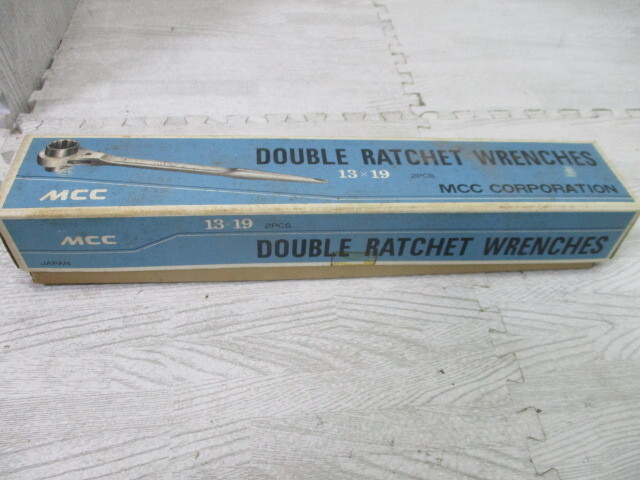 DOUBLE RATCHET WRENCHES
13×19 2PCS
MCC MCC CORPORATION
MCC 13-19 2PCS
DOUBLE RATCHET WRENCHES
JAPAN